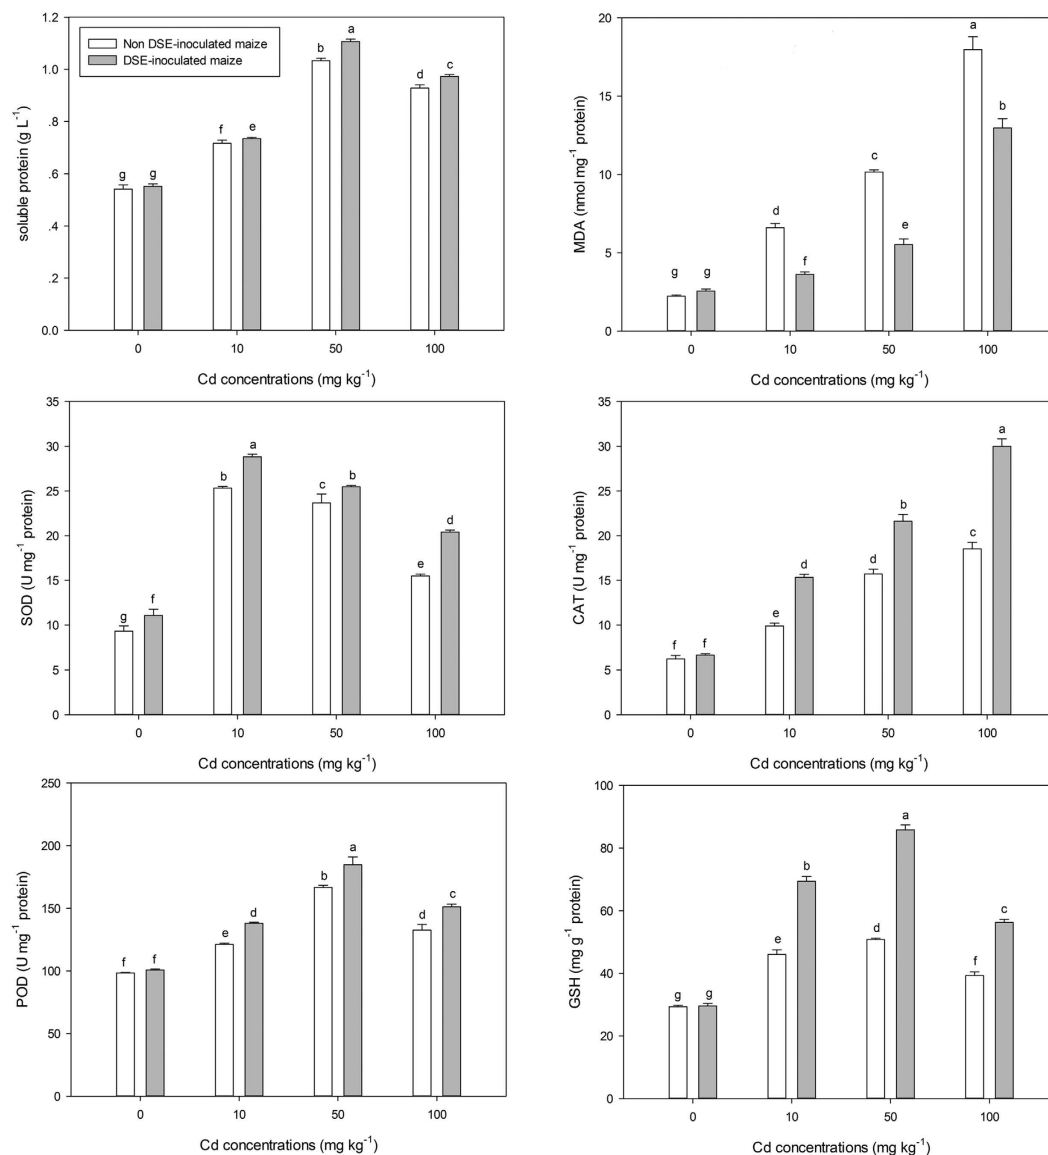 1.2
1.0
.8
.6
.4
.2
0.0
soluble protein (g L⁻¹)
Non DSE-inoculated maize
DSE-inoculated maize
g g f e b a d c
0 10 50 100
Cd concentrations (mg kg⁻¹)
20
15
10
5
0
MDA (nmol mg⁻¹ protein)
g g d f c e a b
0 10 50 100
Cd concentrations (mg kg⁻¹)
35
30
25
20
15
10
5
0
SOD (U mg⁻¹ protein)
g f b a c b e d
0 10 50 100
Cd concentrations (mg kg⁻¹)
35
30
25
20
15
10
5
0
CAT (U mg⁻¹ protein)
f f e d d b c a
0 10 50 100
Cd concentrations (mg kg⁻¹)
250
200
150
100
50
0
POD (U mg⁻¹ protein)
f f e d b a d c
0 10 50 100
Cd concentrations (mg kg⁻¹)
100
80
60
40
20
0
GSH (mg g⁻¹ protein)
g g e b d a f c
0 10 50 100
Cd concentrations (mg kg⁻¹)